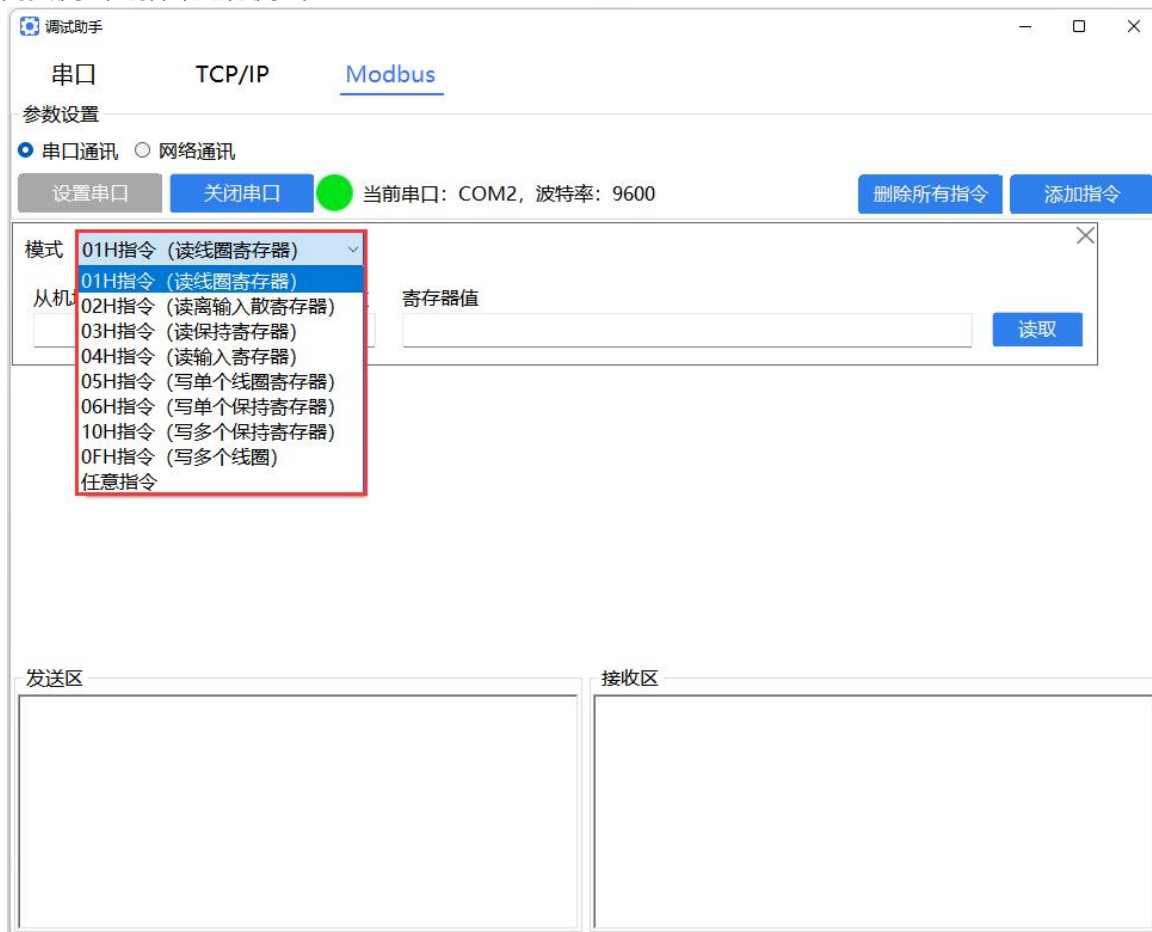 调试助手
串口 TCP/IP Modbus
参数设置
串口通讯 网络通讯
设置串口 关闭串口 当前串口：COM2，波特率：9600 删除所有指令 添加指令
模式 01H指令（读线圈寄存器）
01H指令（读线圈寄存器）
从机 寄存器值
02H指令（读离输入散寄存器）
03H指令（读保持寄存器） 读取
04H指令（读输入寄存器）
05H指令（写单个线圈寄存器）
06H指令（写单个保持寄存器）
10H指令（写多个保持寄存器）
0FH指令（写多个线圈）
任意指令
发送区 接收区